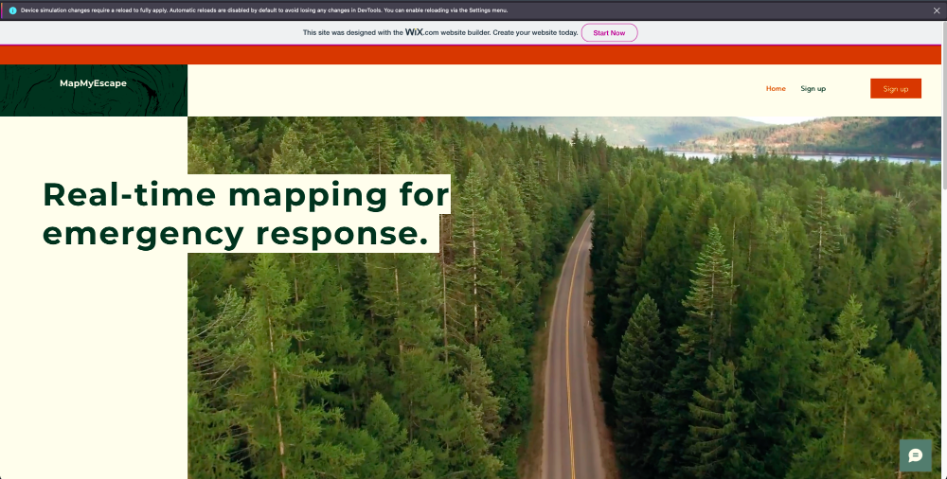 Device simulation changes require a reload to fully apply. Automatic reloads are disabled by default to avoid losing any changes in DevTools. You can enable reloading via the Settings menu.
This site was designed with the WiX.com website builder. Create your website today. Start Now
MapMyEscape
Home Sign up Sign up
Real-time mapping for
emergency response.